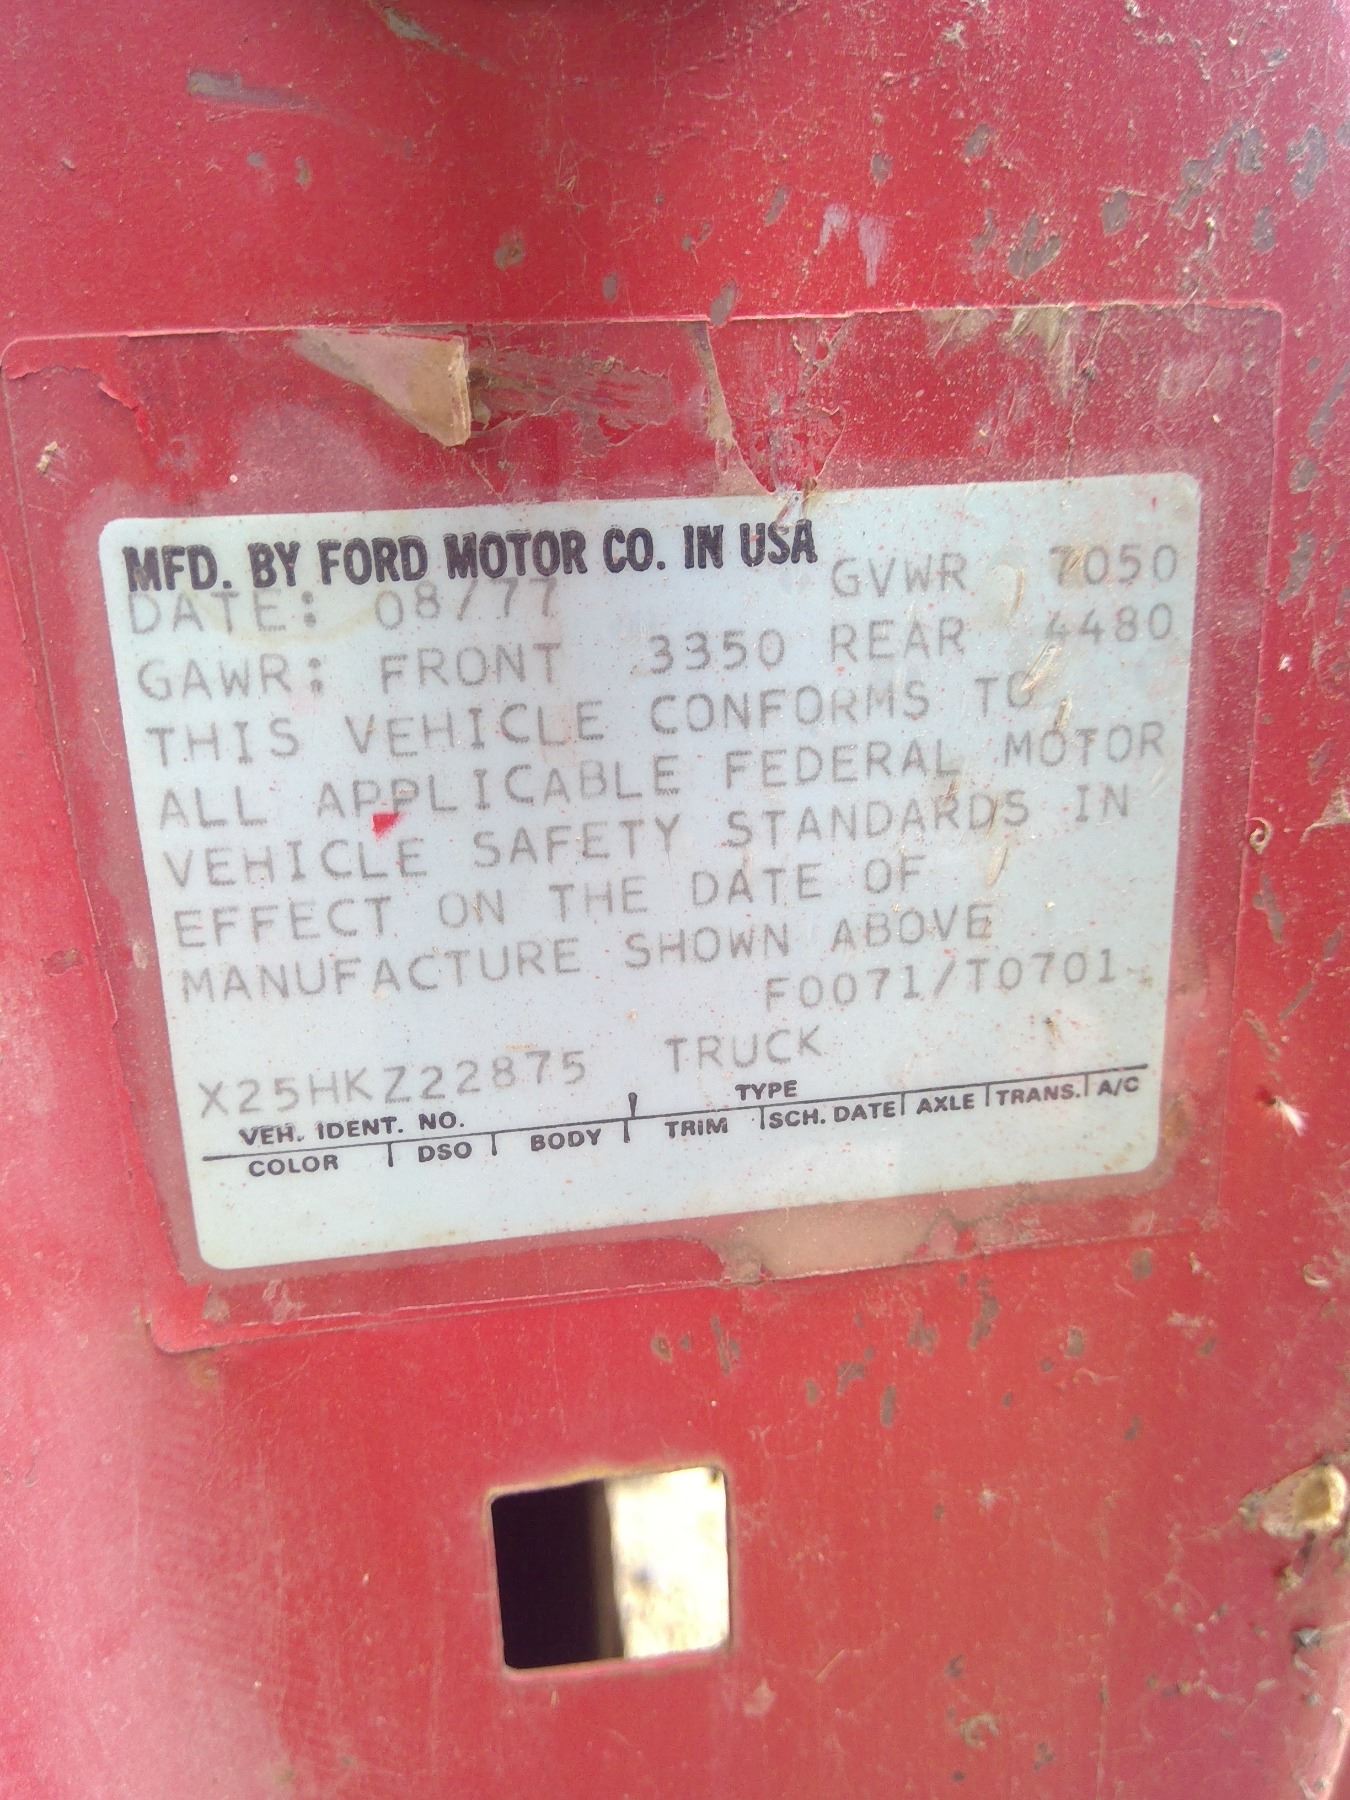 MFD. BY FORD MOTOR CO. IN USA
DATE: 08/77 GVWR 7050
GAWR: FRONT 3350 REAR 4480
THIS VEHICLE CONFORMS TO
ALL APPLICABLE FEDERAL MOTOR
VEHICLE SAFETY STANDARDS IN
EFFECT ON THE DATE OF
MANUFACTURE SHOWN ABOVE
F0071/T0701
X25HKZ22875 TRUCK
VEH. IDENT. NO. TYPE
COLOR DSO BODY TRIM SCH. DATE AXLE TRANS. A/C